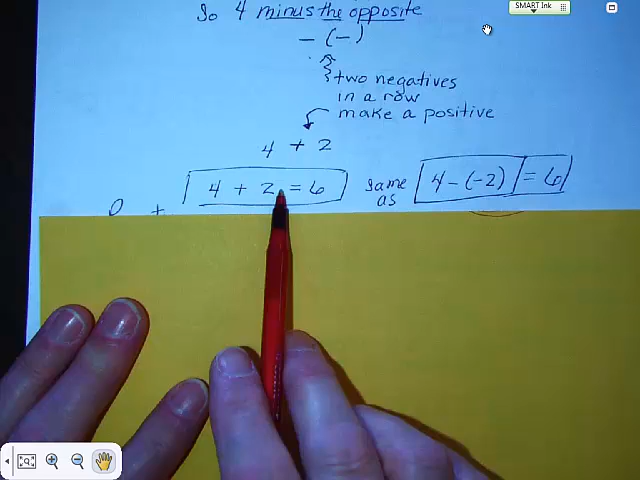 So 4 minus the opposite
SMART Ink
- (-)
two negatives
in a row
make a positive
4 + 2
4 + 2 = 6 same as 4 - (-2) = 6
0 +